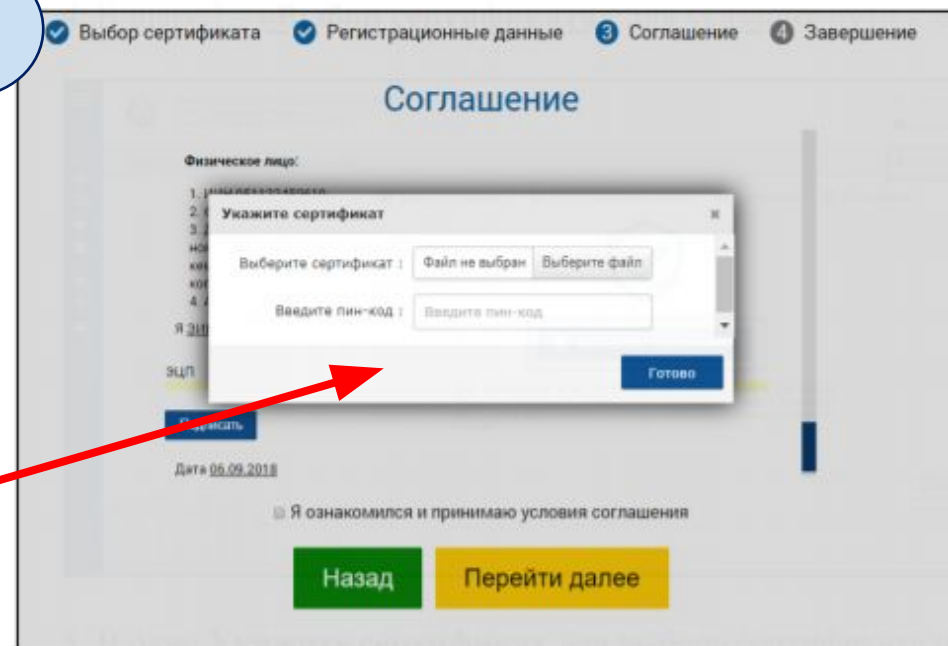 Выбор сертификата Регистрационные данные 3 Соглашение 4 Завершение
Соглашение
Физическое лицо:
1. ИИН
2.
3.
4.
Укажите сертификат
Выберите сертификат : Файл не выбран Выберите файл
Введите пин-код : Введите пин-код
Готово
Я
ЭЦП
Подписать
Дата 06.09.2018
Я ознакомился и принимаю условия соглашения
Назад Перейти далее